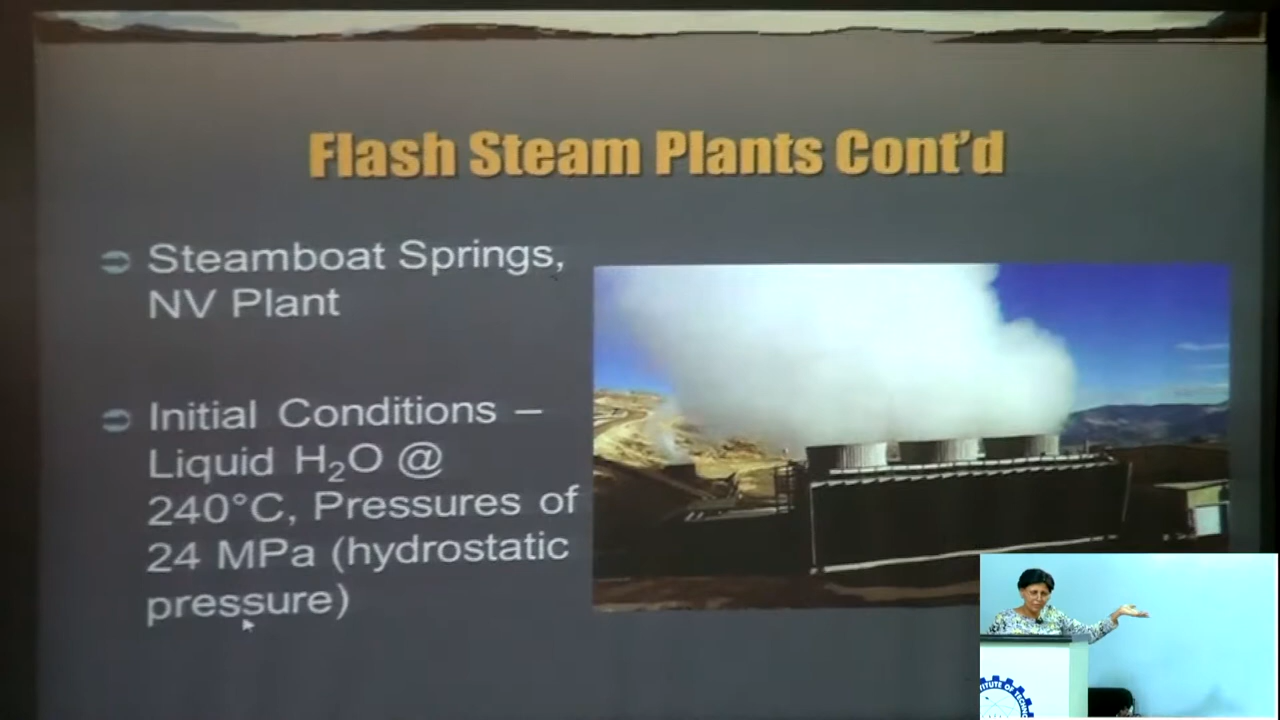 Flash Steam Plants Cont'd
Steamboat Springs,
NV Plant
Initial Conditions –
Liquid H₂O @
240°C, Pressures of
24 MPa (hydrostatic
pressure)